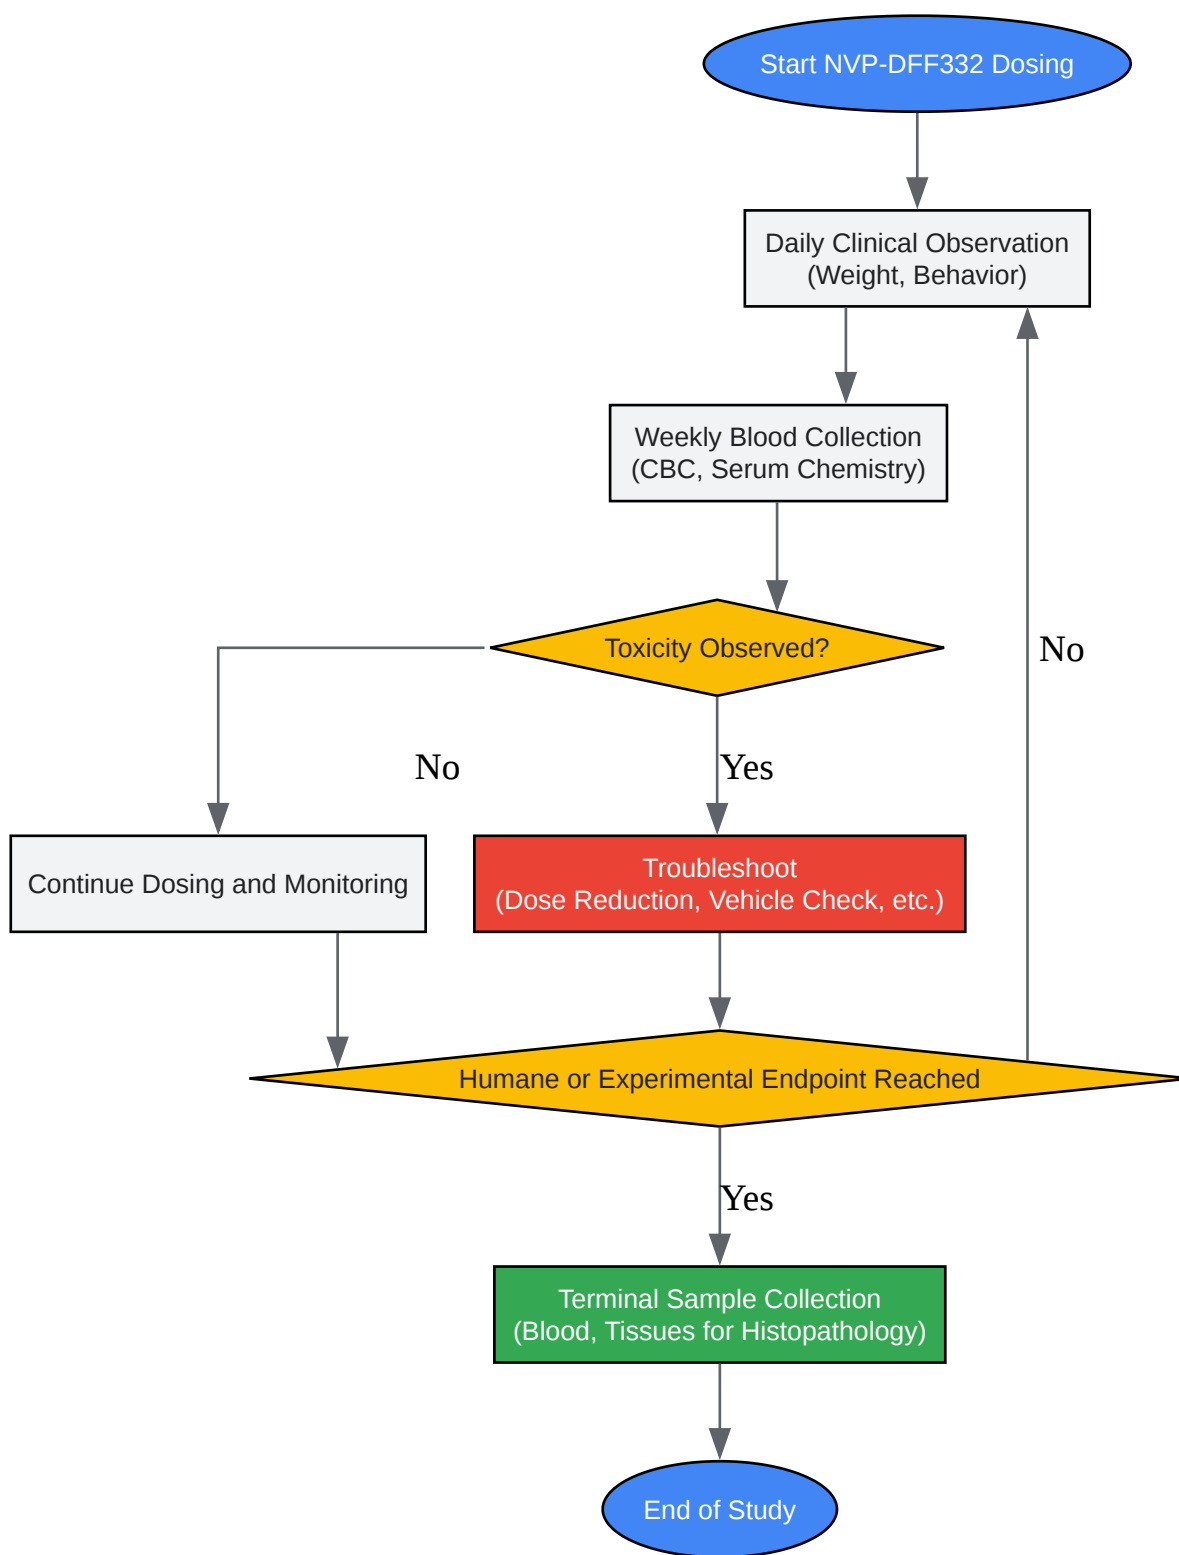 Start NVP-DFF332 Dosing
Daily Clinical Observation
(Weight, Behavior)
Weekly Blood Collection
(CBC, Serum Chemistry)
Toxicity Observed?
No
No
Yes
Continue Dosing and Monitoring
Troubleshoot
(Dose Reduction, Vehicle Check, etc.)
Humane or Experimental Endpoint Reached
Yes
Terminal Sample Collection
(Blood, Tissues for Histopathology)
End of Study